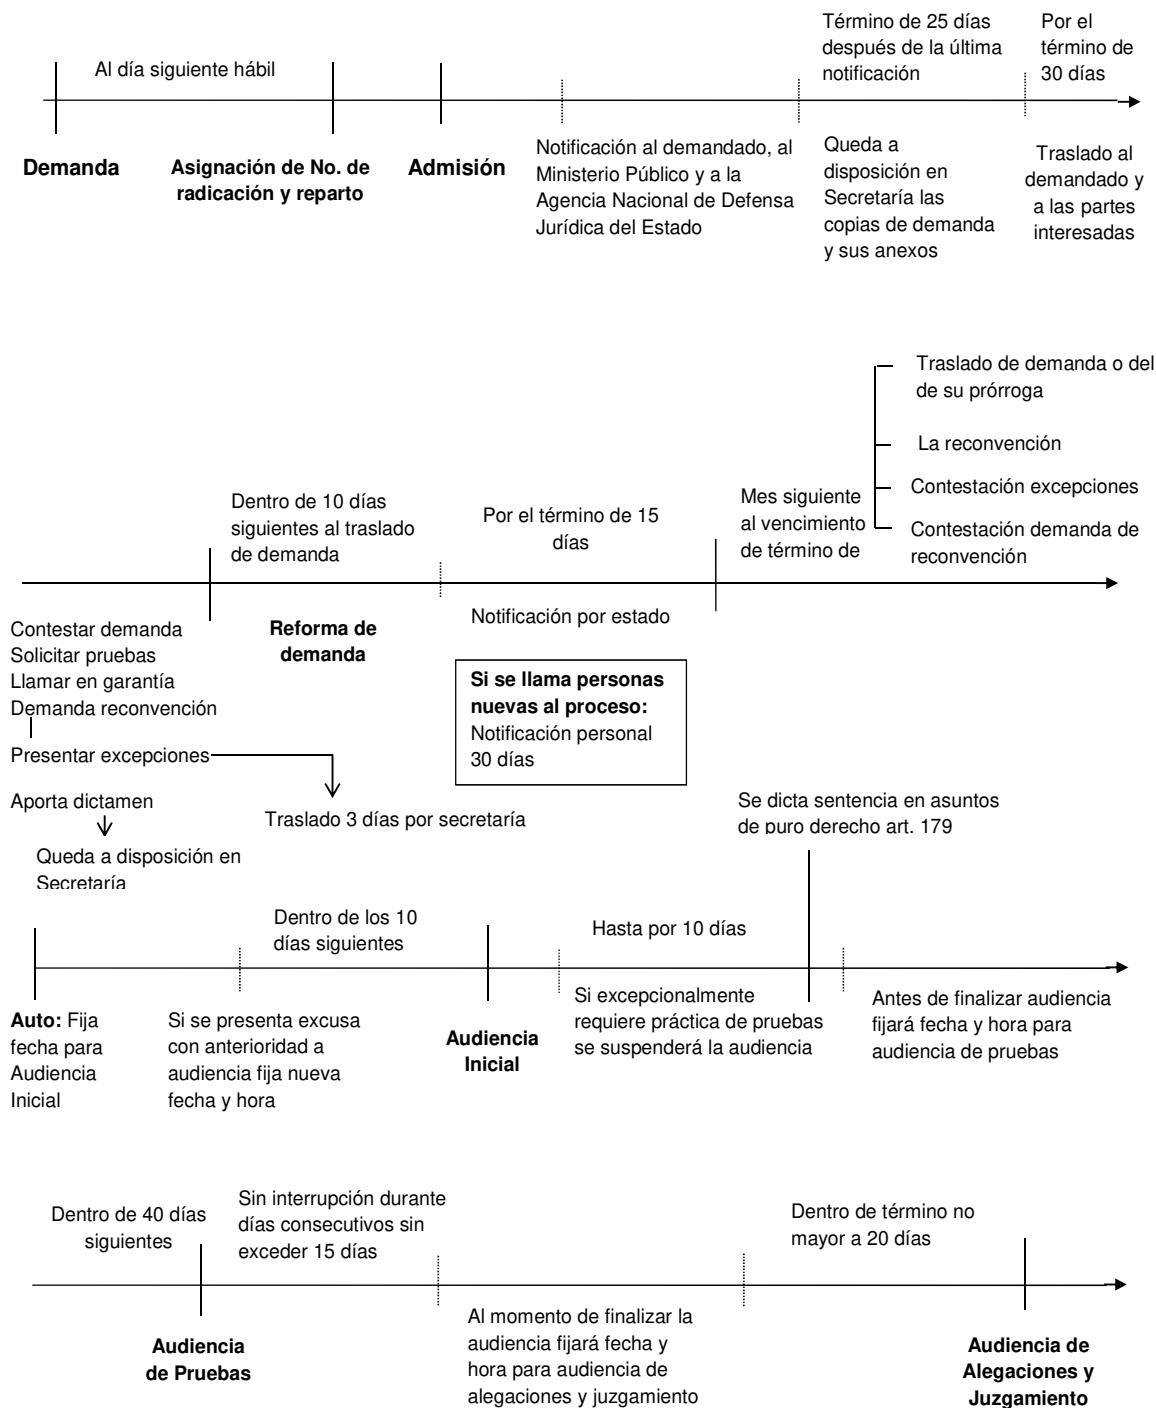 Término de 25 días
después de la última
notificación
Por el
término de
30 días
Al día siguiente hábil
Demanda
Asignación de No. de
radicación y reparto
Admisión
Notificación al demandado, al
Ministerio Público y a la
Agencia Nacional de Defensa
Jurídica del Estado
Queda a
disposición en
Secretaría las
copias de demanda
y sus anexos
Traslado al
demandado y
a las partes
interesadas
Traslado de demanda o del
de su prórroga
La reconvención
Contestación excepciones
Contestación demanda de
reconvención
Dentro de 10 días
siguientes al traslado
de demanda
Por el término de 15
días
Mes siguiente
al vencimiento
de término de
Contestar demanda
Solicitar pruebas
Llamar en garantía
Demanda reconvención
Presentar excepciones
Aporta dictamen
Queda a disposición en
Secretaría
Reforma de
demanda
Notificación por estado
Si se llama personas
nuevas al proceso:
Notificación personal
30 días
Traslado 3 días por secretaría
Se dicta sentencia en asuntos
de puro derecho art. 179
Dentro de los 10
días siguientes
Hasta por 10 días
Auto: Fija
fecha para
Audiencia
Inicial
Si se presenta excusa
con anterioridad a
audiencia fija nueva
fecha y hora
Audiencia
Inicial
Si excepcionalmente
requiere práctica de pruebas
se suspenderá la audiencia
Antes de finalizar audiencia
fijará fecha y hora para
audiencia de pruebas
Dentro de 40 días
siguientes
Sin interrupción durante
días consecutivos sin
exceder 15 días
Dentro de término no
mayor a 20 días
Audiencia
de Pruebas
Al momento de finalizar la
audiencia fijará fecha y
hora para audiencia de
alegaciones y juzgamiento
Audiencia de
Alegaciones y
Juzgamiento